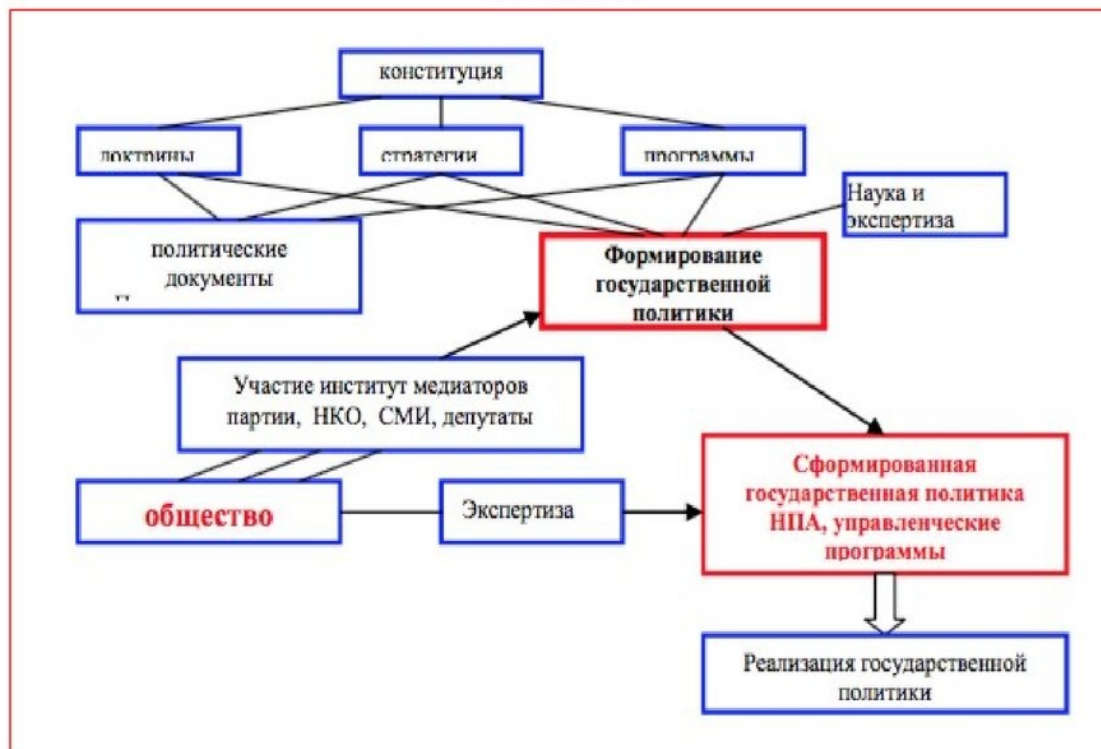 конституция
доктрины
стратегии
программы
Наука и
экспертиза
политические
документы
Формирование
государственной
политики
Участие институт медиаторов
партии, НКО, СМИ, депутаты
общество
Экспертиза
Сформированная
государственная политика
НПА, управленческие
программы
Реализация государственной
политики